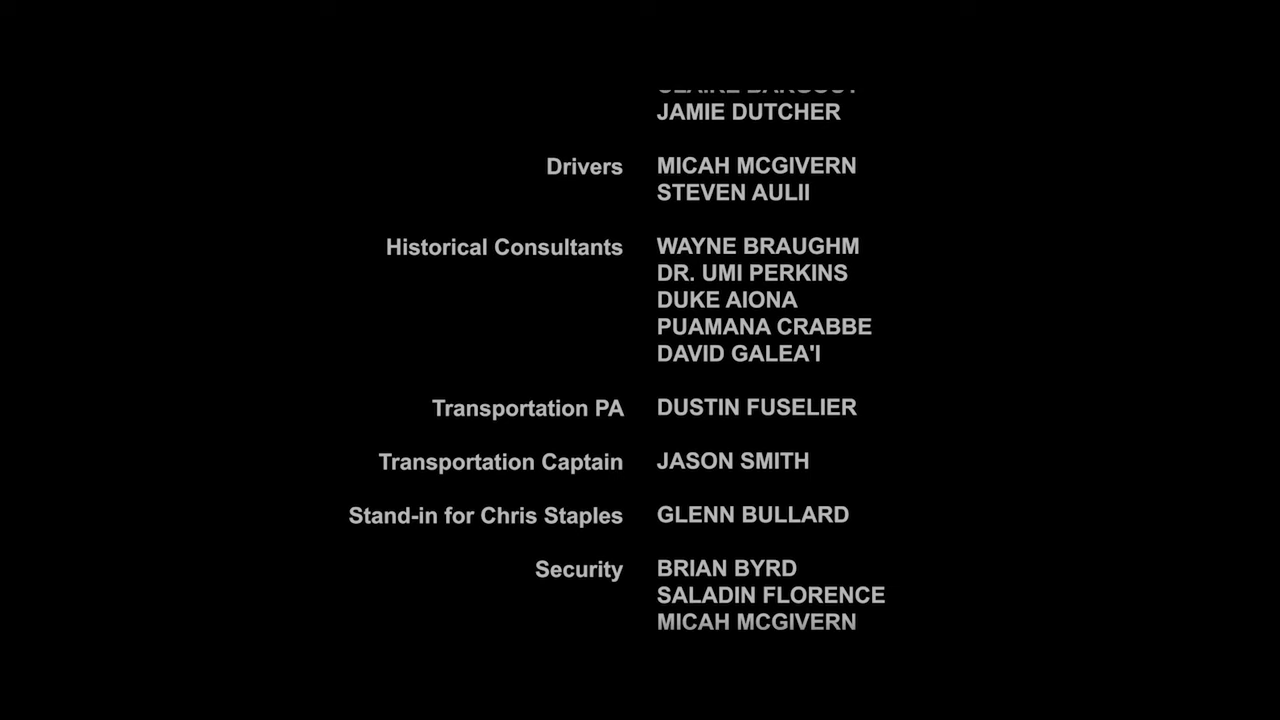 JAMIE DUTCHER
Drivers MICAH MCGIVERN
STEVEN AULII
Historical Consultants WAYNE BRAUGHM
DR. UMI PERKINS
DUKE AIONA
PUAMANA CRABBE
DAVID GALEA'I
Transportation PA DUSTIN FUSELIER
Transportation Captain JASON SMITH
Stand-in for Chris Staples GLENN BULLARD
Security BRIAN BYRD
SALADIN FLORENCE
MICAH MCGIVERN